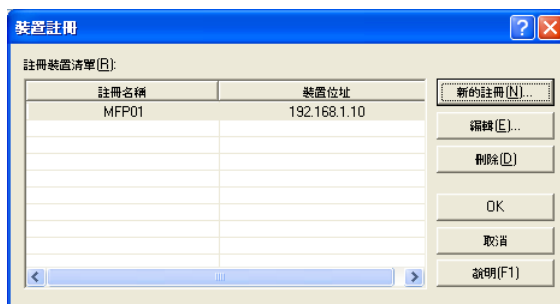 裝置註冊
註冊裝置清單(R):
註冊名稱 裝置位址
MFP01 192.168.1.10
新的註冊(N)...
編輯(E)...
刪除(D)
OK
取消
說明(F1)